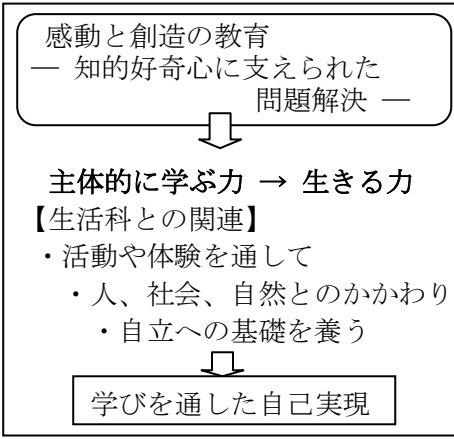 感動と創造の教育
― 知的好奇心に支えられた
問題解決 ―
主体的に学ぶ力 → 生きる力
【生活科との関連】
・活動や体験を通して
・人、社会、自然とのかかわり
・自立への基礎を養う
学びを通した自己実現